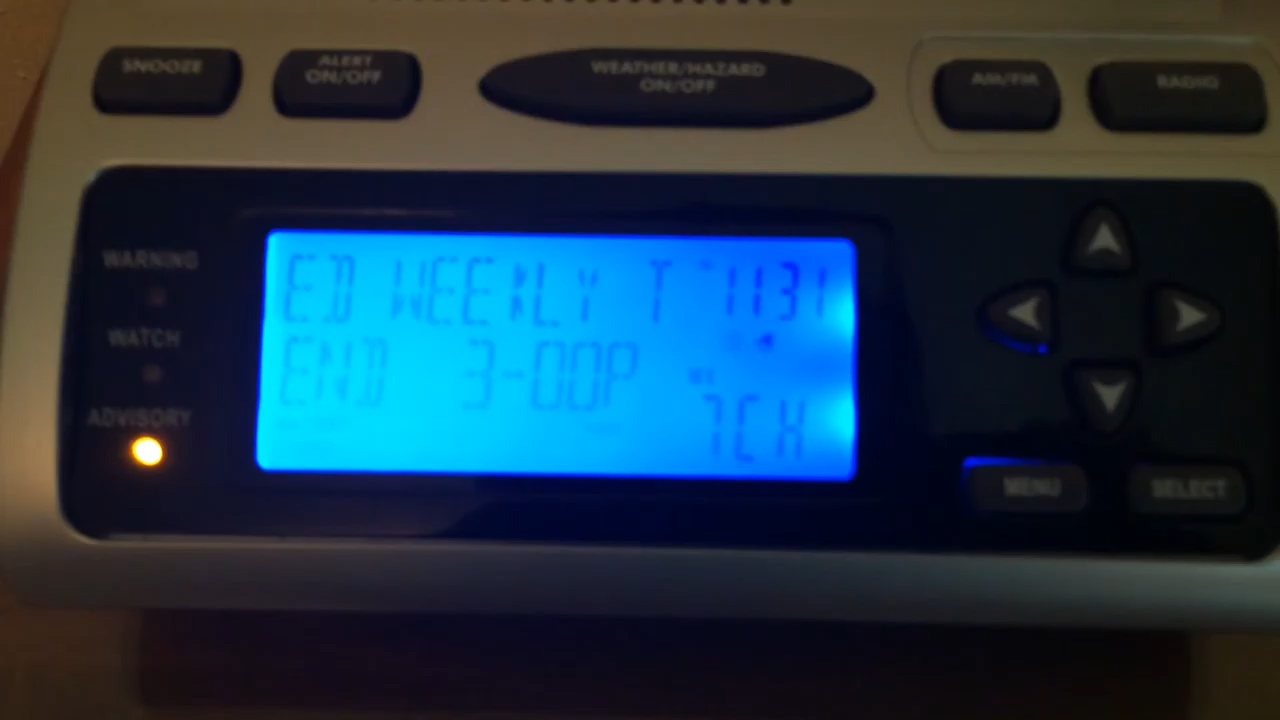 SNOOZE
ALERT
ON/OFF
WEATHER/HAZARD
ON/OFF
AM/FM
RADIO
WARNING
WATCH
ADVISORY
ED WEEKLY T 1131
END 3-00P
7CH
MENU
SELECT